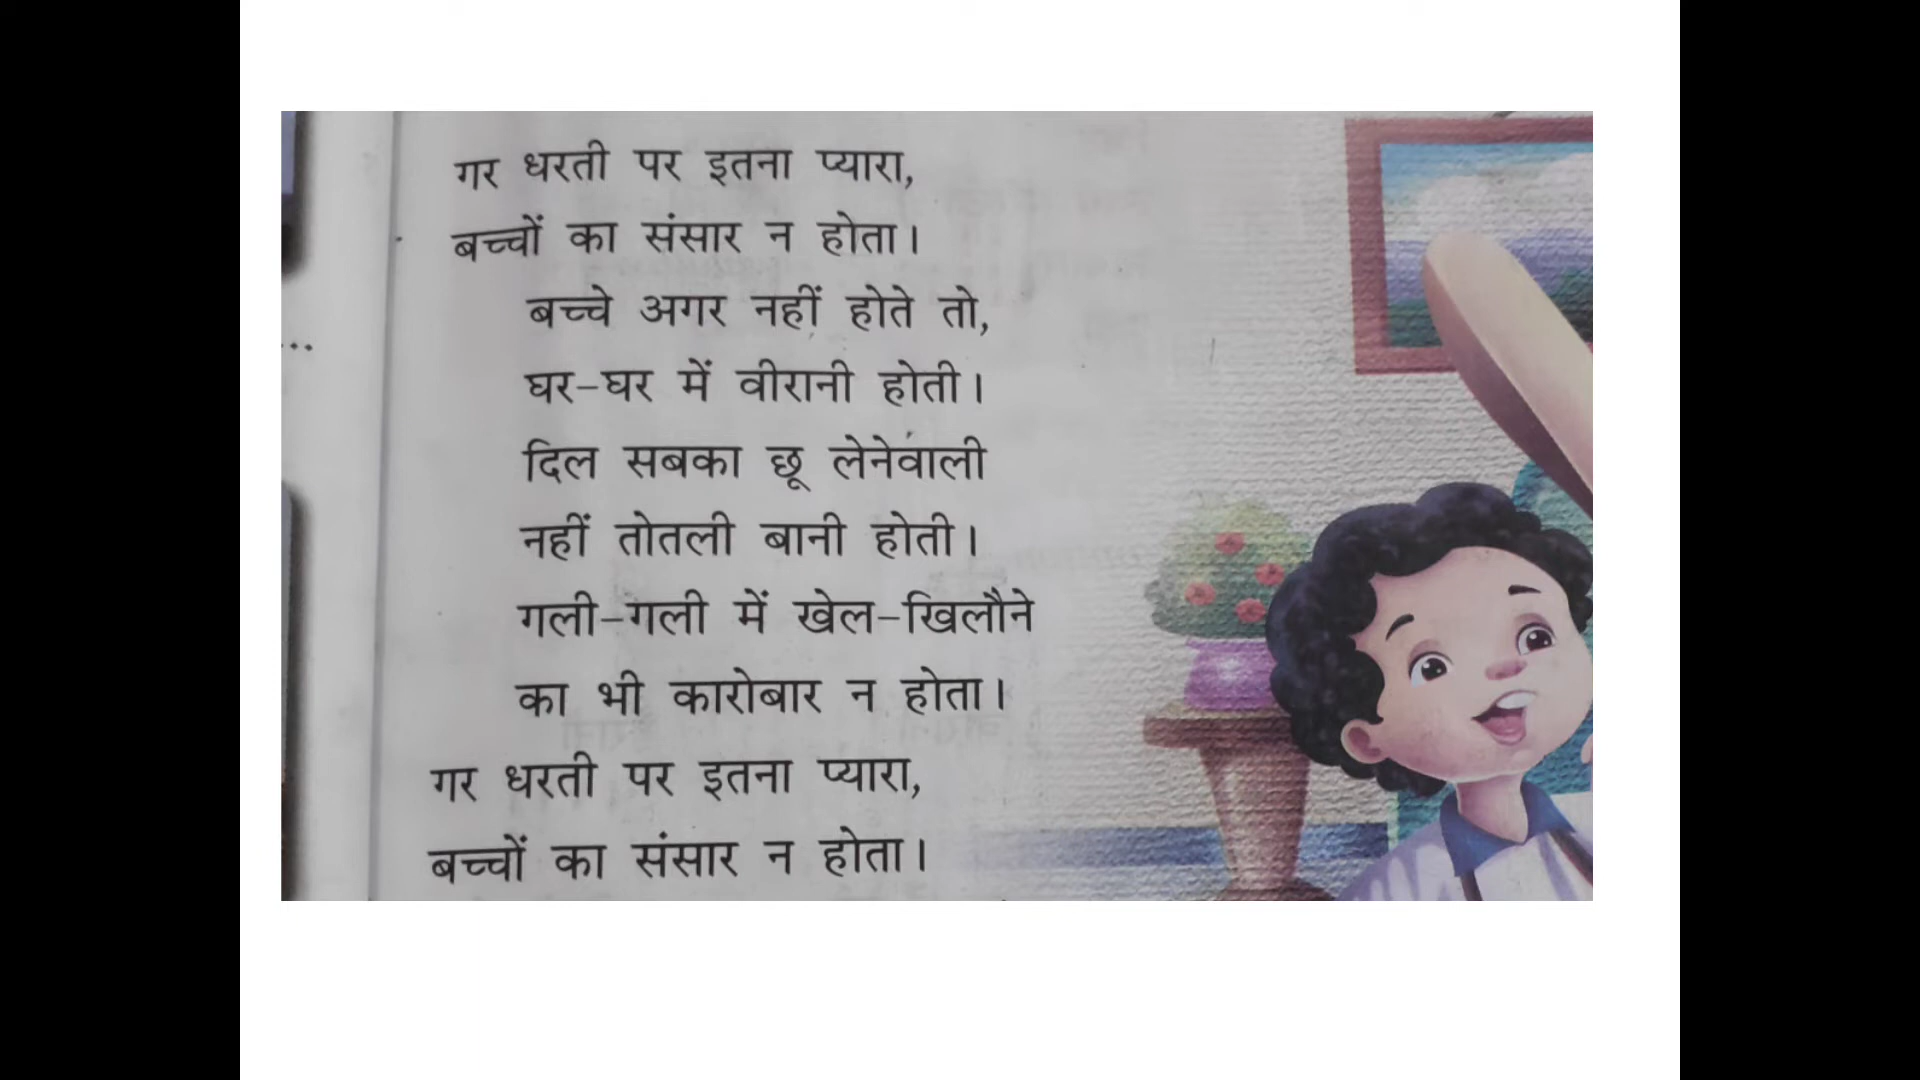 गर धरती पर इतना प्यारा,
बच्चों का संसार न होता।
बच्चे अगर नहीं होते तो,
घर-घर में वीरानी होती।
दिल सबका छू लेनेवाली
नहीं तोतली बानी होती।
गली-गली में खेल-खिलौने
का भी कारोबार न होता।
गर धरती पर इतना प्यारा,
बच्चों का संसार न होता।